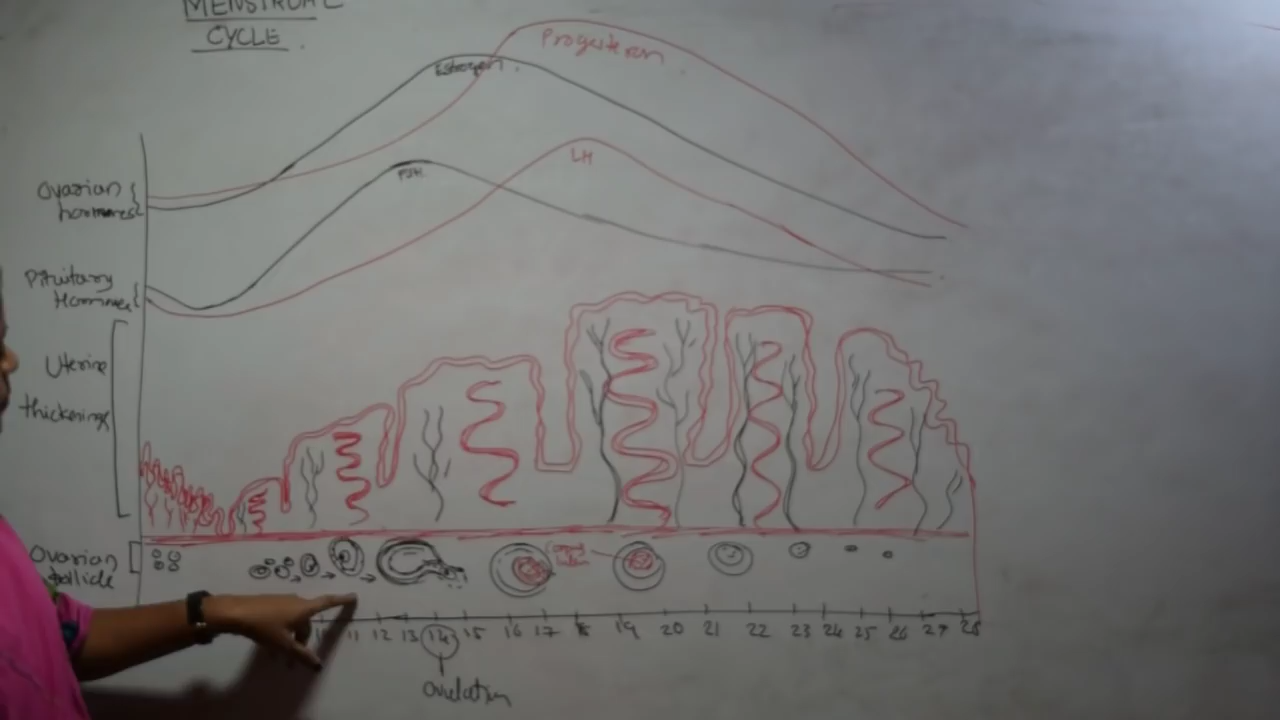 MENSTRUAL
CYCLE
Progesteron
Estrogen
LH
FSH
Ovarian
hormones
Pituitary
Hormones
Uterine
thickenings
Ovarian
follicle
11 12 13 14 15 16 17 18 19 20 21 22 23 24 25 26 27 28
Ovulation